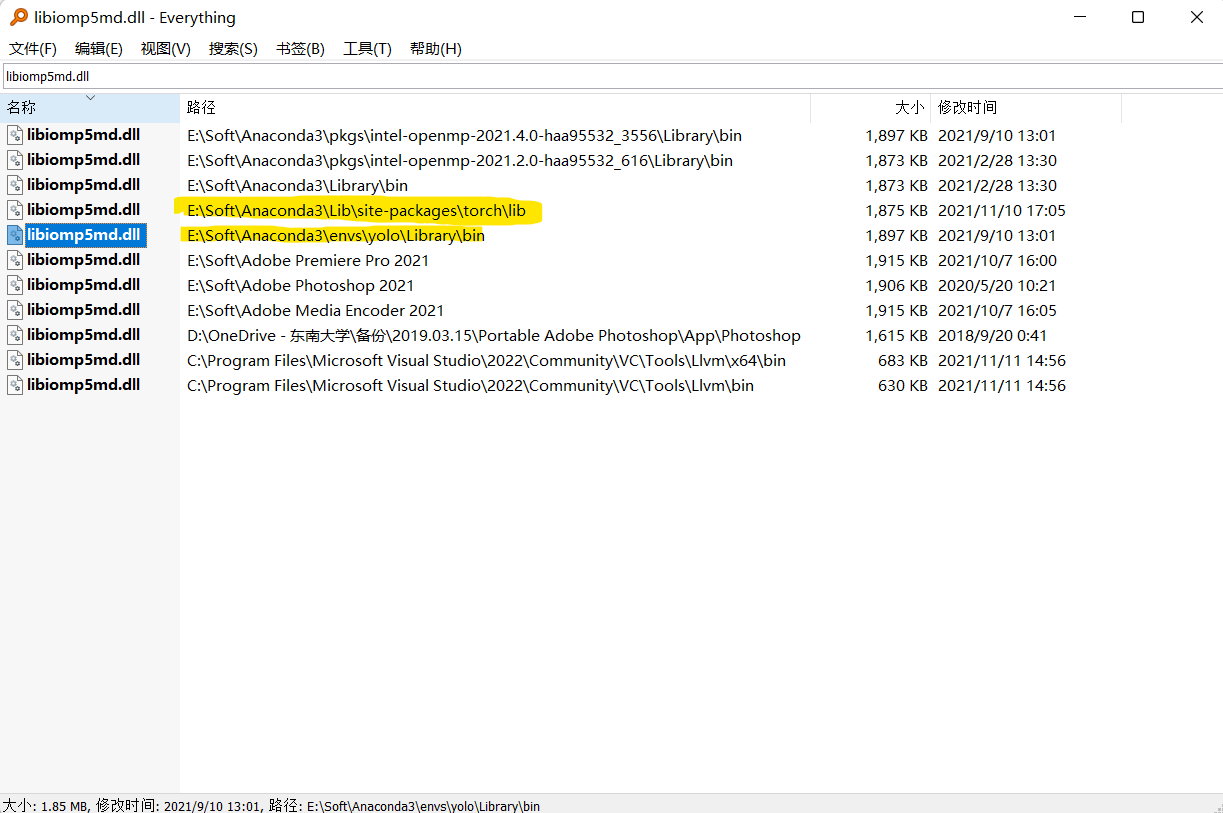 libiomp5md.dll - Everything
文件(F) 编辑(E) 视图(V) 搜索(S) 书签(B) 工具(T) 帮助(H)
libiomp5md.dll
名称 路径 大小 修改时间
libiomp5md.dll E:\Soft\Anaconda3\pkgs\intel-openmp-2021.4.0-haa95532_3556\Library\bin 1,897 KB 2021/9/10 13:01
libiomp5md.dll E:\Soft\Anaconda3\pkgs\intel-openmp-2021.2.0-haa95532_616\Library\bin 1,873 KB 2021/2/28 13:30
libiomp5md.dll E:\Soft\Anaconda3\Library\bin 1,873 KB 2021/2/28 13:30
libiomp5md.dll E:\Soft\Anaconda3\Lib\site-packages\torch\lib 1,875 KB 2021/11/10 17:05
libiomp5md.dll E:\Soft\Anaconda3\envs\yolo\Library\bin 1,897 KB 2021/9/10 13:01
libiomp5md.dll E:\Soft\Adobe Premiere Pro 2021 1,915 KB 2021/10/7 16:00
libiomp5md.dll E:\Soft\Adobe Photoshop 2021 1,906 KB 2020/5/20 10:21
libiomp5md.dll E:\Soft\Adobe Media Encoder 2021 1,915 KB 2021/10/7 16:05
libiomp5md.dll D:\OneDrive - 东南大学\备份\2019.03.15\Portable Adobe Photoshop\App\Photoshop 1,615 KB 2018/9/20 0:41
libiomp5md.dll C:\Program Files\Microsoft Visual Studio\2022\Community\VC\Tools\Llvm\x64\bin 683 KB 2021/11/11 14:56
libiomp5md.dll C:\Program Files\Microsoft Visual Studio\2022\Community\VC\Tools\Llvm\bin 630 KB 2021/11/11 14:56
大小: 1.85 MB, 修改时间: 2021/9/10 13:01, 路径: E:\Soft\Anaconda3\envs\yolo\Library\bin